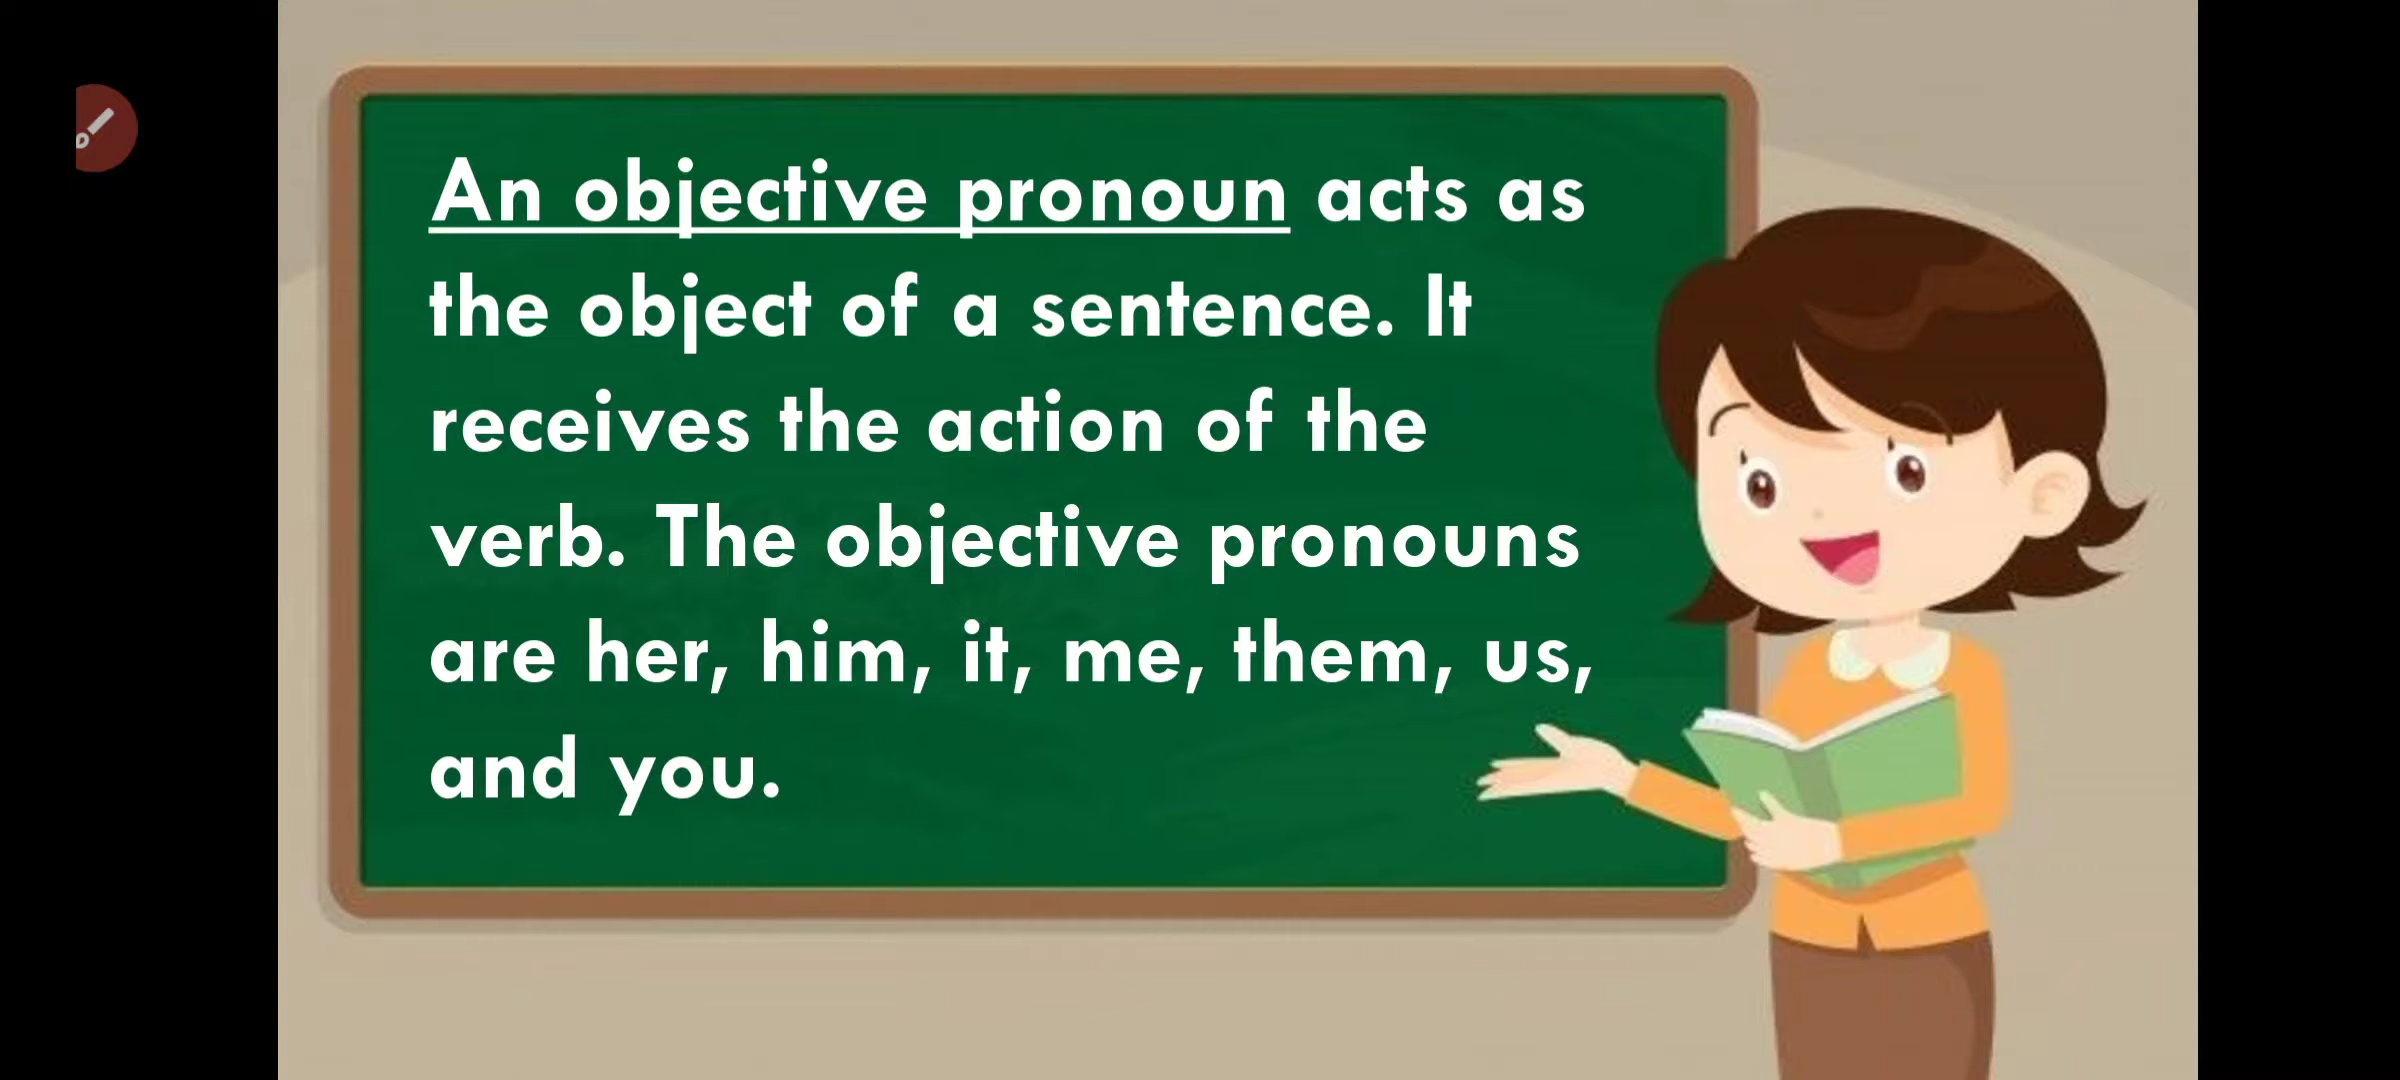 An objective pronoun acts as
the object of a sentence. It
receives the action of the
verb. The objective pronouns
are her, him, it, me, them, us,
and you.